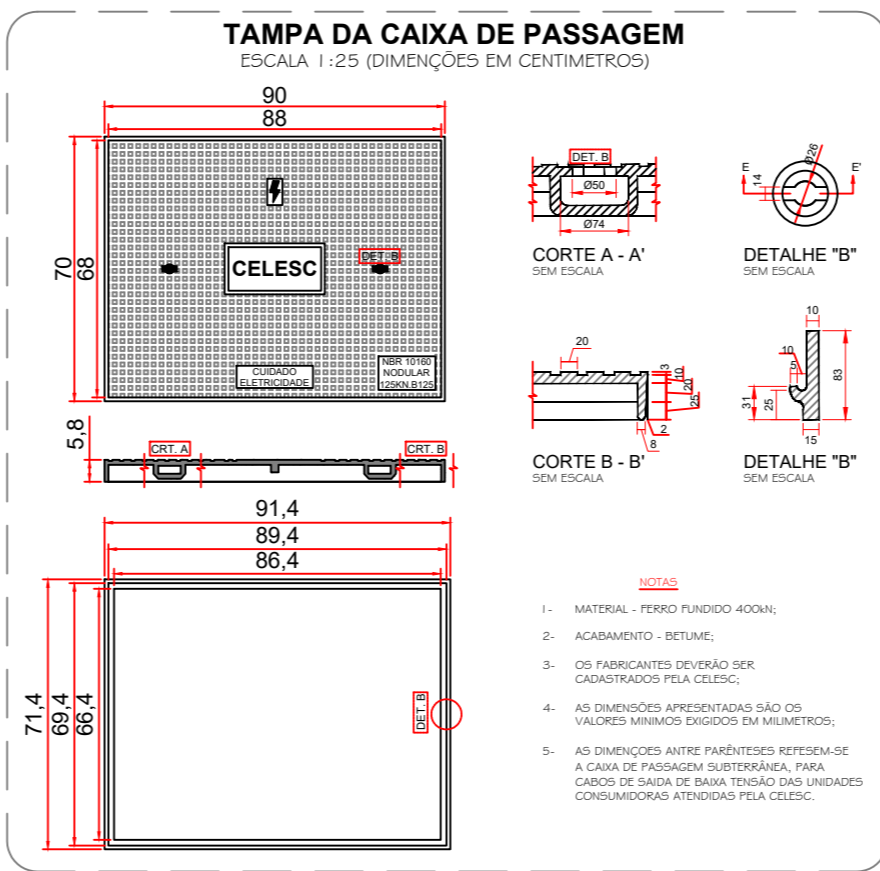 TAMPA DA CAIXA DE PASSAGEM
ESCALA 1:25 (DIMENÇÕES EM CENTIMETROS)
90
88
70
68
CELESC
DET. B
CUIDADO
ELETRICIDADE
NBR 10160
NODULAR
125KN.B125
5,8
CRT. A
CRT. B
91,4
89,4
86,4
71,4
69,4
66,4
DET. B
DET. B
Ø50
Ø74
CORTE A - A'
SEM ESCALA
E
E'
14
Ø26
DETALHE "B"
SEM ESCALA
20
3
10
20
25
2
8
CORTE B - B'
SEM ESCALA
10
10
5
31
25
83
15
DETALHE "B"
SEM ESCALA
NOTAS
1- MATERIAL - FERRO FUNDIDO 400kN;
2- ACABAMENTO - BETUME;
3- OS FABRICANTES DEVERÃO SER
CADASTRADOS PELA CELESC;
4- AS DIMENSÕES APRESENTADAS SÃO OS
VALORES MINIMOS EXIGIDOS EM MILIMETROS;
5- AS DIMENÇOES ANTRE PARÊNTESES REFESEM-SE
A CAIXA DE PASSAGEM SUBTERRÂNEA, PARA
CABOS DE SAIDA DE BAIXA TENSÃO DAS UNIDADES
CONSUMIDORAS ATENDIDAS PELA CELESC.